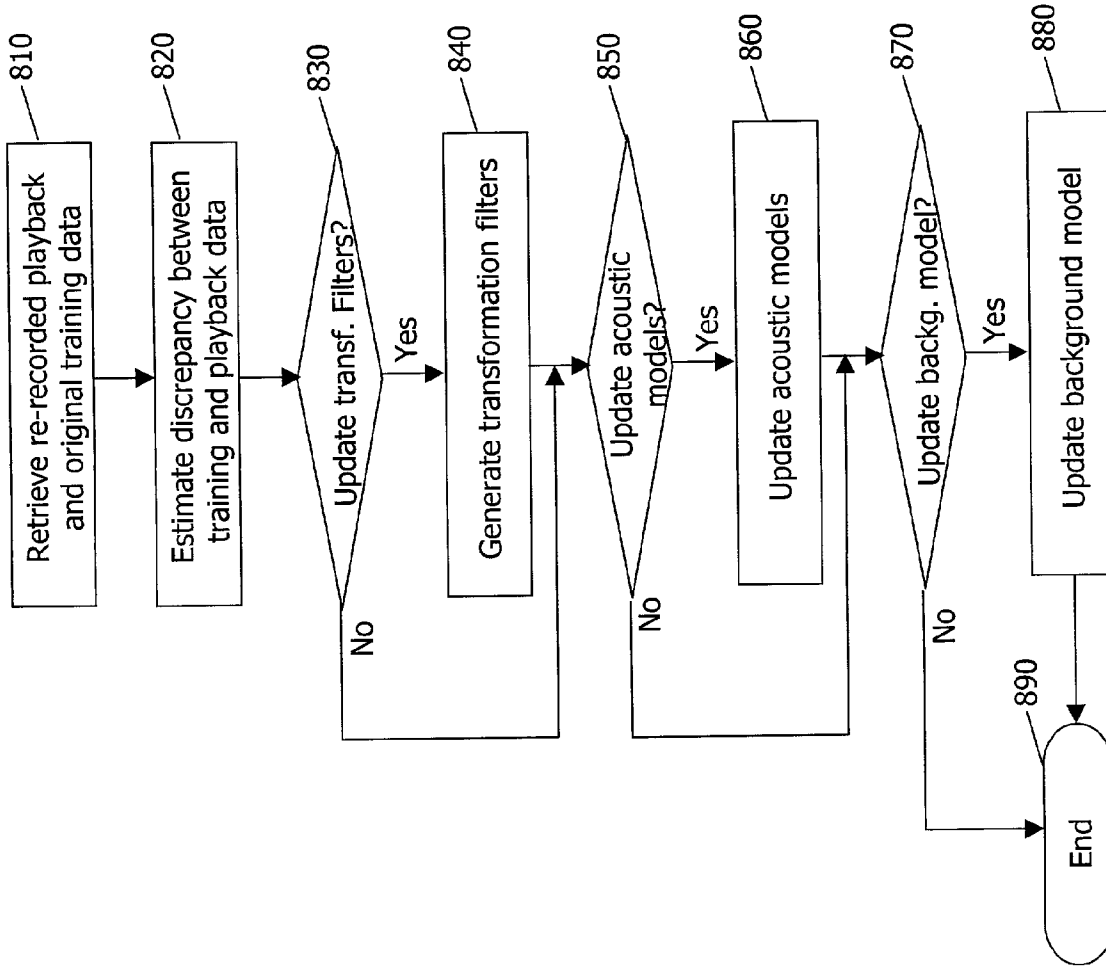 810
Retrieve re-recorded playback
and original training data
820
Estimate discrepancy between
training and playback data
830
Update transf. Filters?
No
Yes
840
Generate transformation filters
850
Update acoustic
models?
No
Yes
860
Update acoustic models
870
Update backg. model?
No
Yes
880
Update background model
890
End